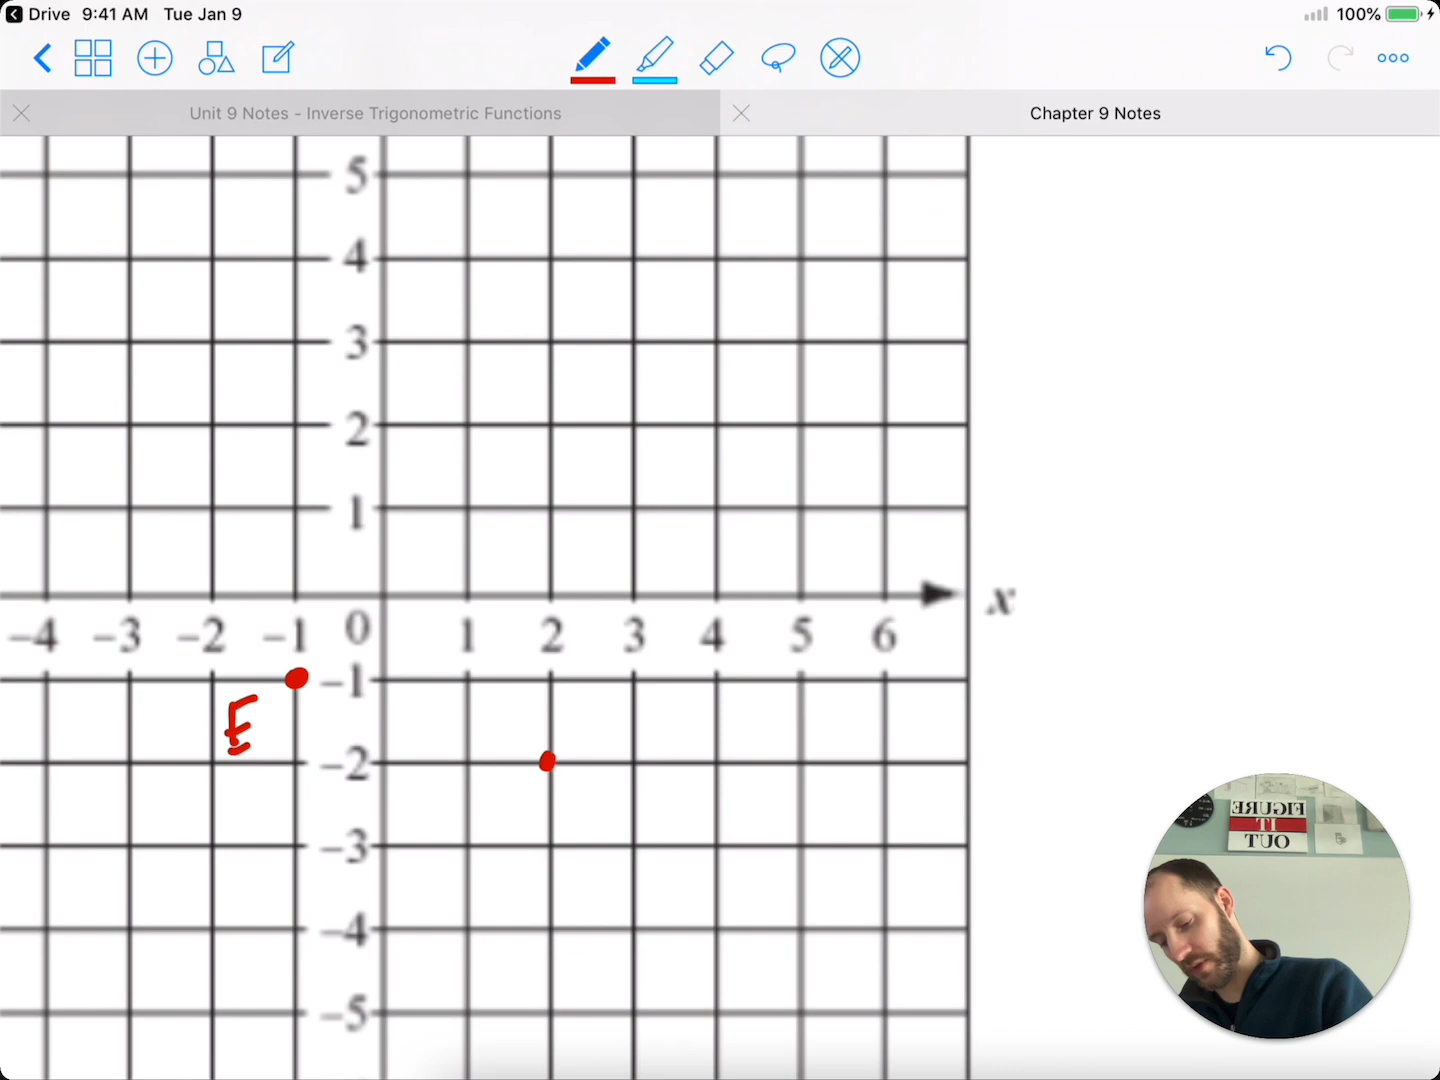 Drive 9:41 AM Tue Jan 9 100%
Unit 9 Notes - Inverse Trigonometric Functions
Chapter 9 Notes
5
4
3
2
1
x
-4 -3 -2 -1 0 1 2 3 4 5 6
-1
E
-2
-3
-4
-5
FIGURE
IT
OUT